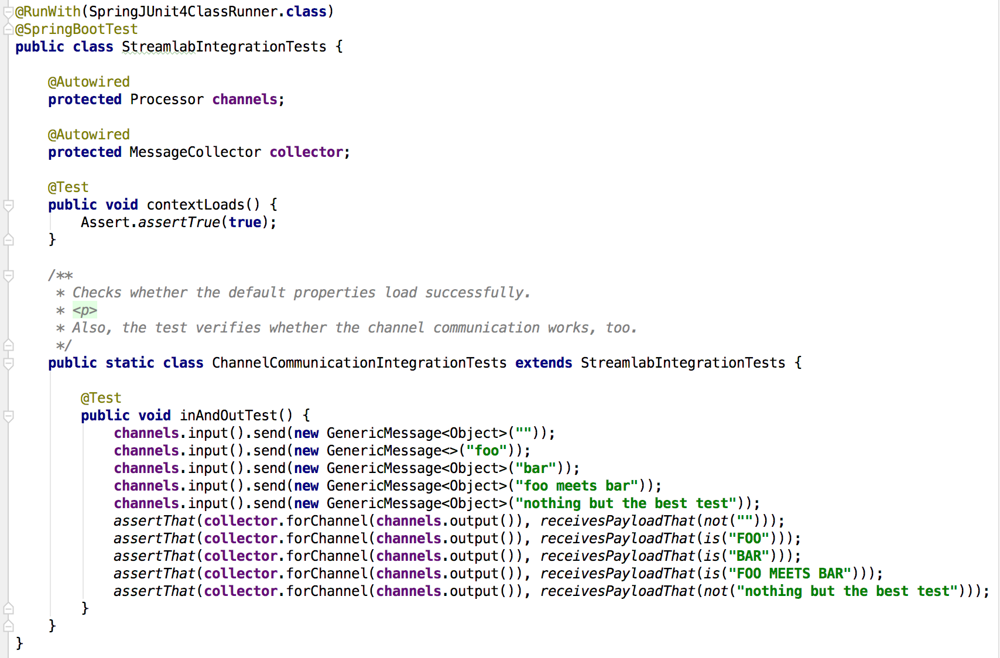 @RunWith(SpringJUnit4ClassRunner.class)
@SpringBootTest
public class StreamlabIntegrationTests {
@Autowired
protected Processor channels;
@Autowired
protected MessageCollector collector;
@Test
public void contextLoads() {
Assert.assertTrue(true);
}
/**
* Checks whether the default properties load successfully.
* <p>
* Also, the test verifies whether the channel communication works, too.
*/
public static class ChannelCommunicationIntegrationTests extends StreamlabIntegrationTests {
@Test
public void inAndOutTest() {
channels.input().send(new GenericMessage<Object>(""));
channels.input().send(new GenericMessage<>("foo"));
channels.input().send(new GenericMessage<Object>("bar"));
channels.input().send(new GenericMessage<Object>("foo meets bar"));
channels.input().send(new GenericMessage<Object>("nothing but the best test"));
assertThat(collector.forChannel(channels.output()), receivesPayloadThat(not("")));
assertThat(collector.forChannel(channels.output()), receivesPayloadThat(is("FOO")));
assertThat(collector.forChannel(channels.output()), receivesPayloadThat(is("BAR")));
assertThat(collector.forChannel(channels.output()), receivesPayloadThat(is("FOO MEETS BAR")));
assertThat(collector.forChannel(channels.output()), receivesPayloadThat(not("nothing but the best test")));
}
}
}